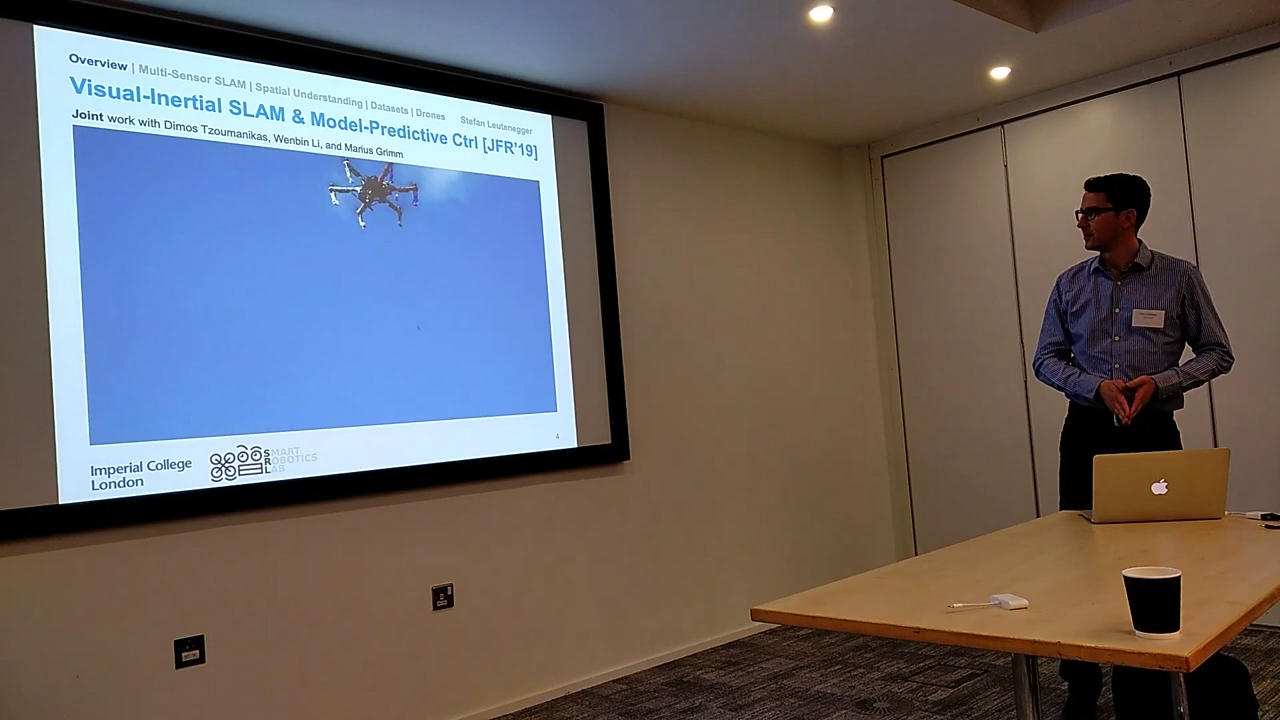 Overview | Multi-Sensor SLAM | Spatial Understanding | Datasets | Drones Stefan Leutenegger
Visual-Inertial SLAM & Model-Predictive Ctrl [JFR'19]
Joint work with Dimos Tzoumanikas, Wenbin Li, and Marius Grimm
4
Imperial College
London
SMART
ROBOTICS
LAB